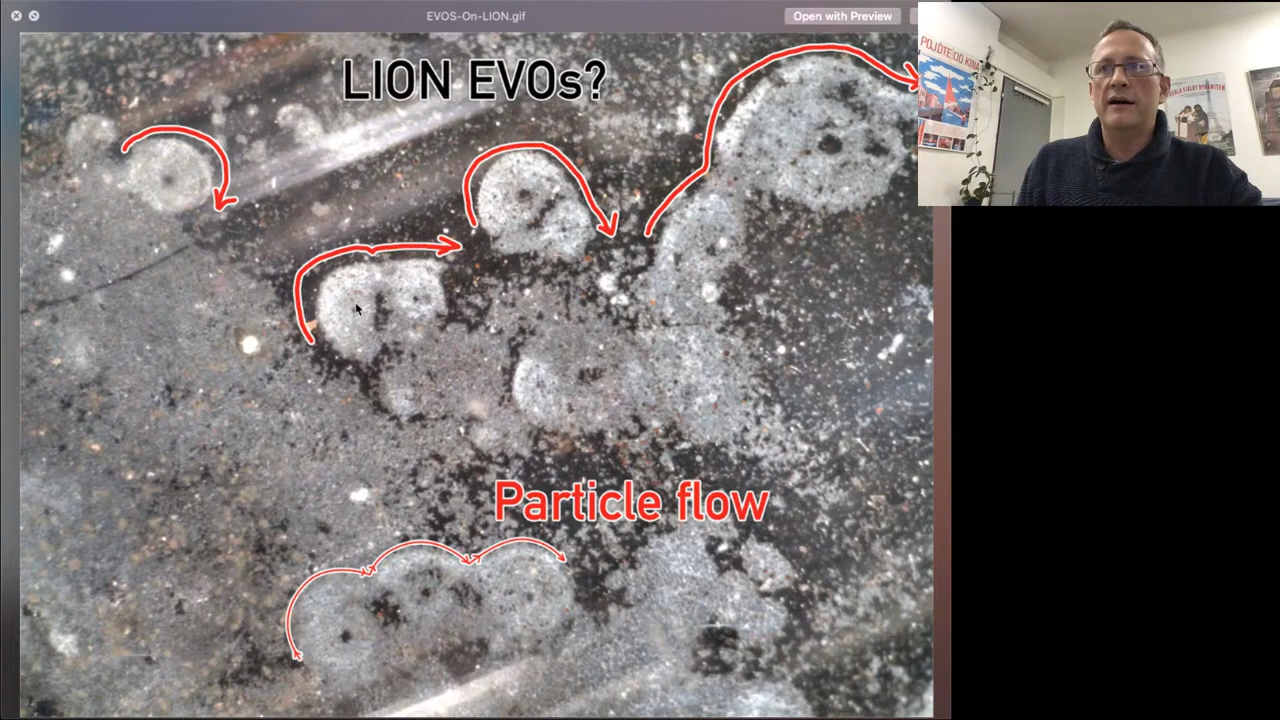 EVOS-On-LION.gif
Open with Preview
LION EVOs?
POJĎTE DO KINA
Particle flow